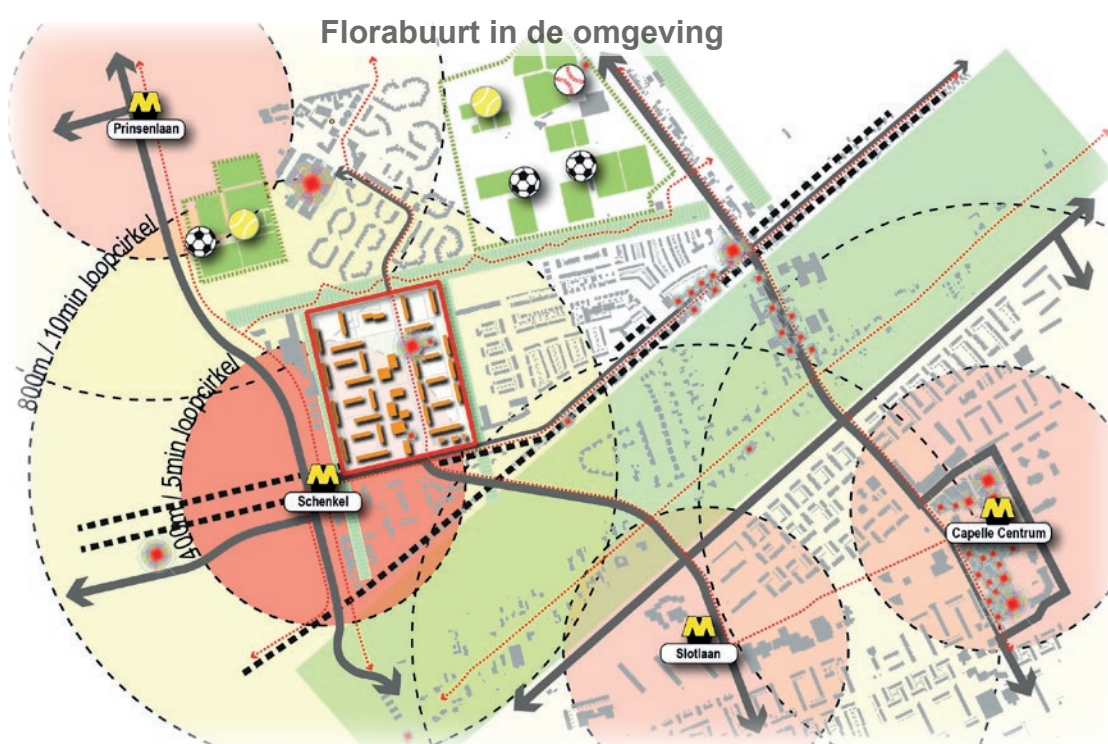 Florabuurt in de omgeving
M
Prinsenlaan
800m / 10min loopcirkel
400m / 5min loopcirkel
M
Schenkel
M
Capelle Centrum
M
Slotlaan